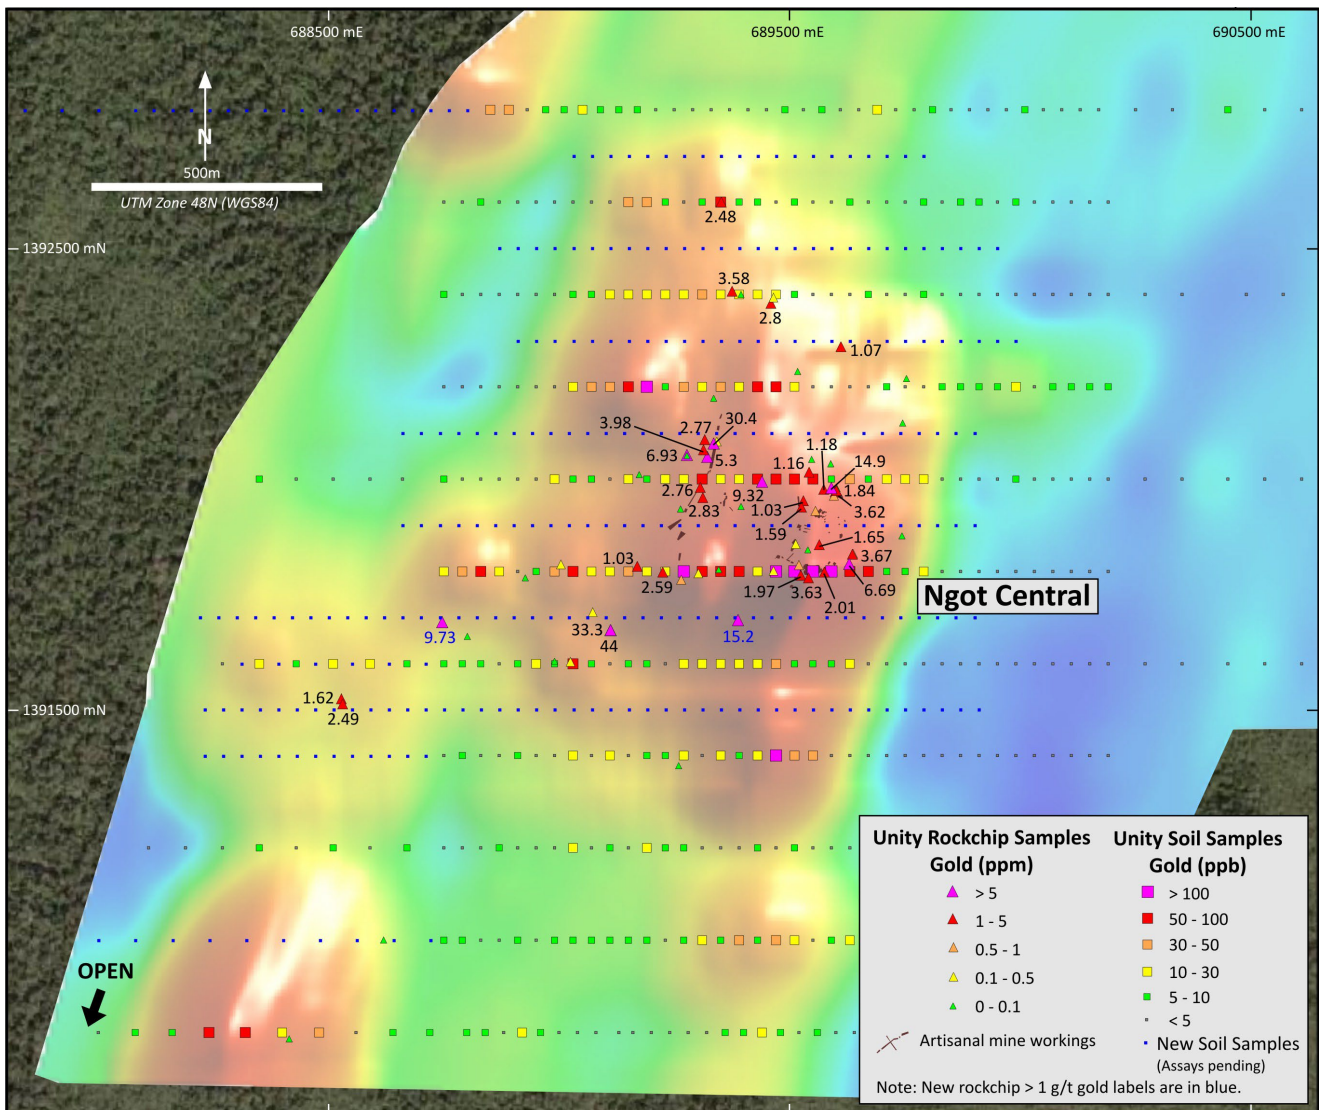 688500 mE
689500 mE
690500 mE
N
500m
UTM Zone 48N (WGS84)
2.48
1392500 mN
3.58
2.8
1.07
3.98
2.77
30.4
6.93
5.3
1.18
1.16
14.9
2.76
9.32
1.84
2.83
1.03
3.62
1.59
1.65
1.03
3.67
2.59
1.97
3.63
2.01
6.69
Ngot Central
9.73
33.3
44
15.2
1.62
2.49
1391500 mN
OPEN
Unity Rockchip Samples
Gold (ppm)
> 5
1 - 5
0.5 - 1
0.1 - 0.5
0 - 0.1
Artisanal mine workings
Unity Soil Samples
Gold (ppb)
> 100
50 - 100
30 - 50
10 - 30
5 - 10
< 5
New Soil Samples
(Assays pending)
Note: New rockchip > 1 g/t gold labels are in blue.